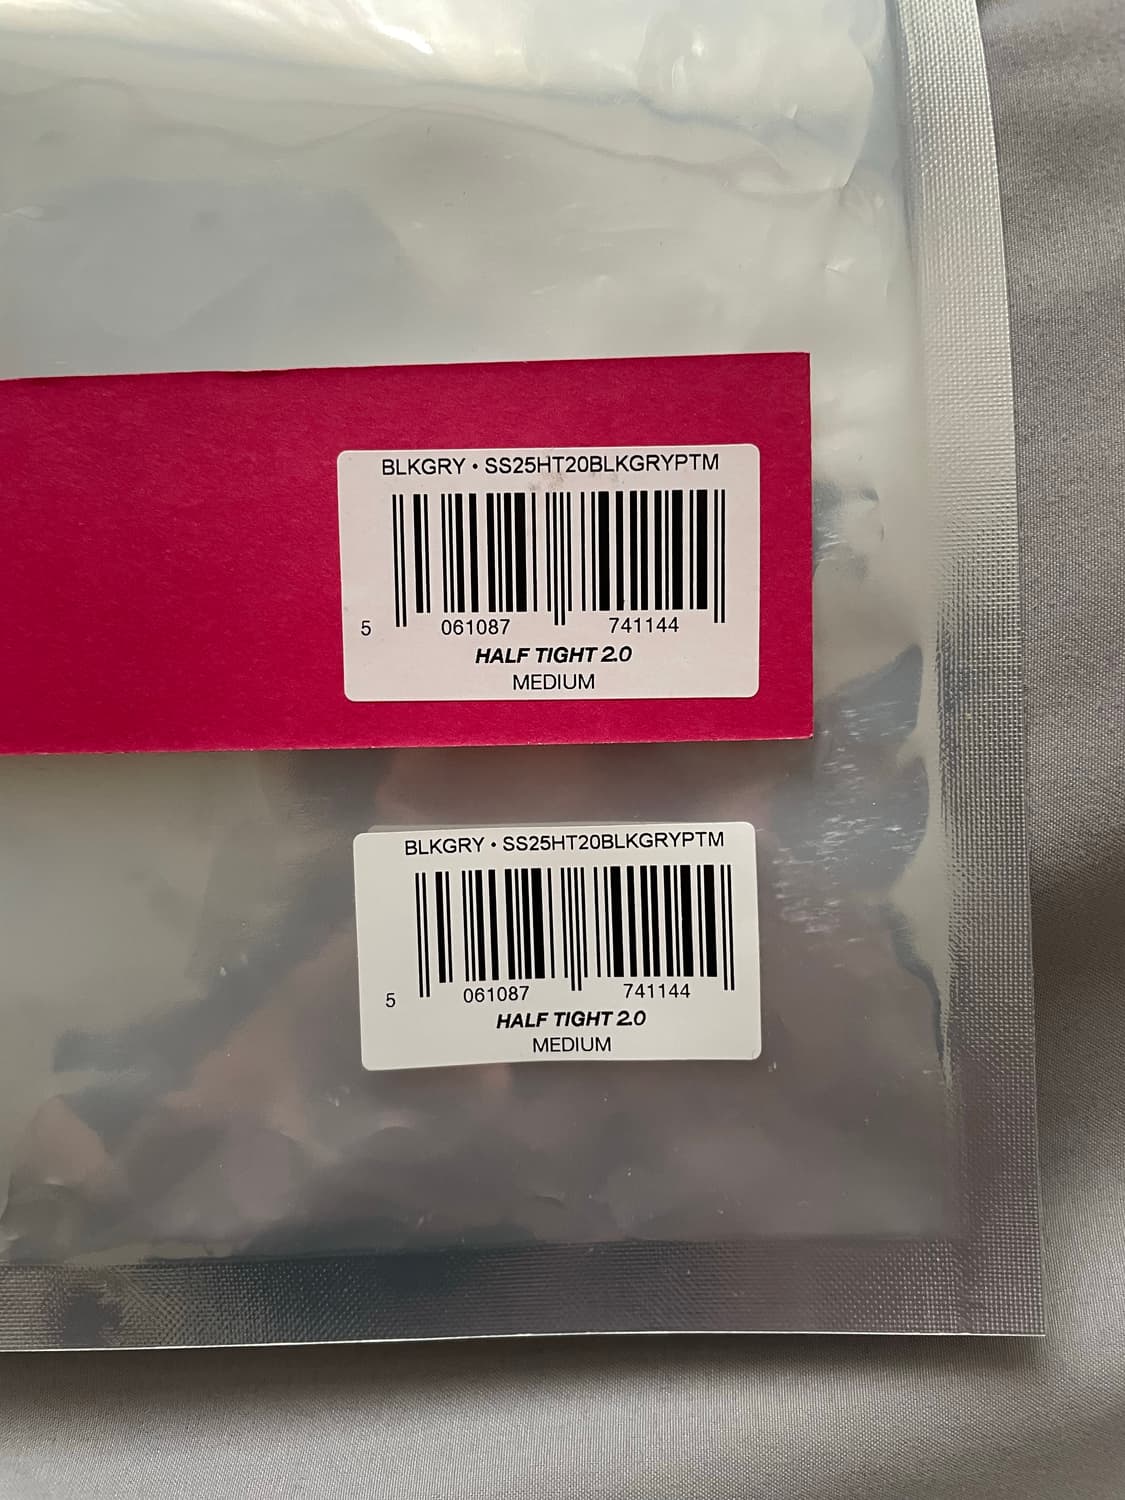 BLKGRY • SS25HT20BLKGRYPTM
5 061087 741144
HALF TIGHT 2.0
MEDIUM
BLKGRY • SS25HT20BLKGRYPTM
5 061087 741144
HALF TIGHT 2.0
MEDIUM